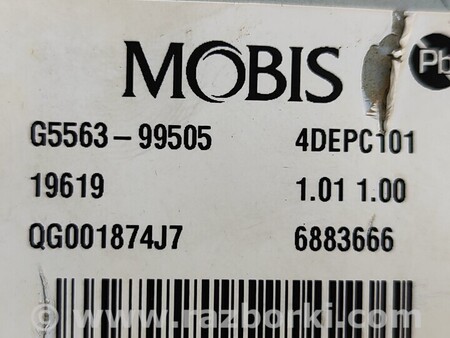 MOBIS
Pb
G5563-99505 4DEPC101
19619 1.01 1.00
QG001874J7 6883666
www.razborki.com